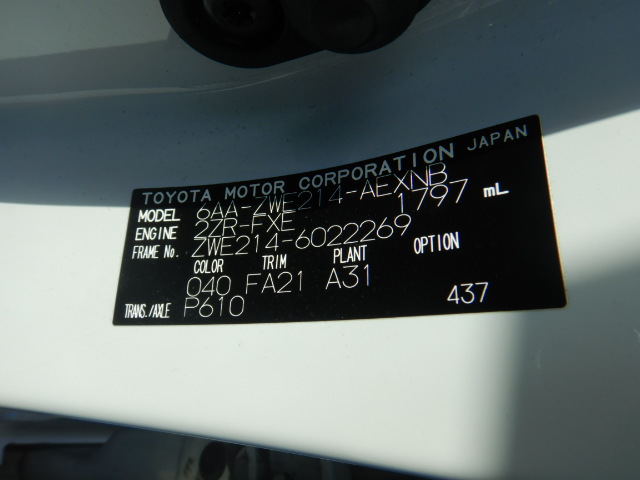 TOYOTA MOTOR CORPORATION JAPAN
MODEL 6AA-ZWE214-AEXNB
ENGINE 2ZR-FXE 1797 mL
FRAME No. ZWE214-6022269
COLOR TRIM PLANT OPTION
040 FA21 A31
TRANS./AXLE P610 437